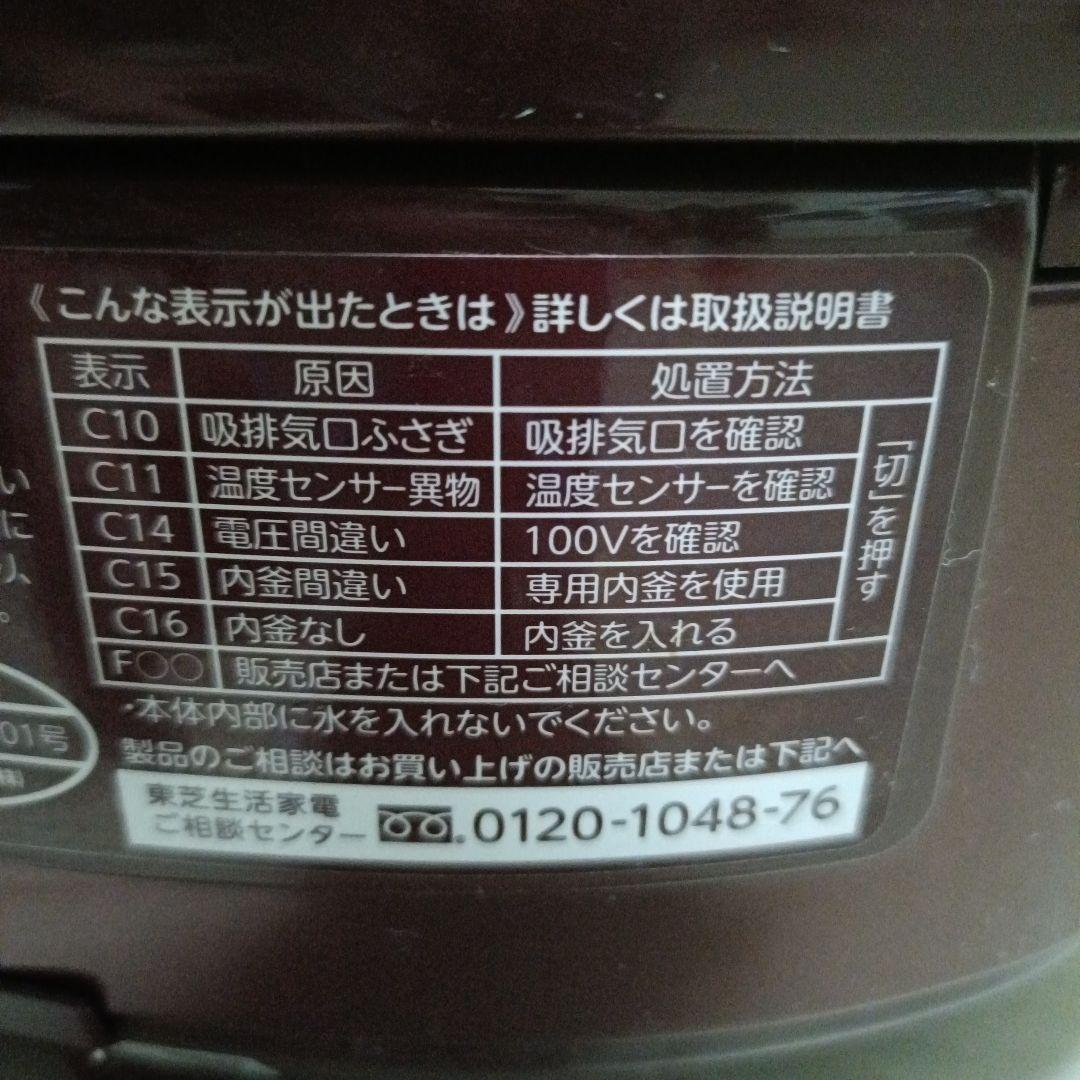 《こんな表示が出たときは》詳しくは取扱説明書
表示 原因 処置方法
C10 吸排気口ふさぎ 吸排気口を確認
C11 温度センサー異物 温度センサーを確認
C14 電圧間違い 100Vを確認
C15 内釜間違い 専用内釜を使用
C16 内釜なし 内釜を入れる
「切」を押す
F○○ 販売店または下記ご相談センターへ
・本体内部に水を入れないでください。
製品のご相談はお買い上げの販売店または下記へ
東芝生活家電
ご相談センター 0120-1048-76
い
に
。
01号